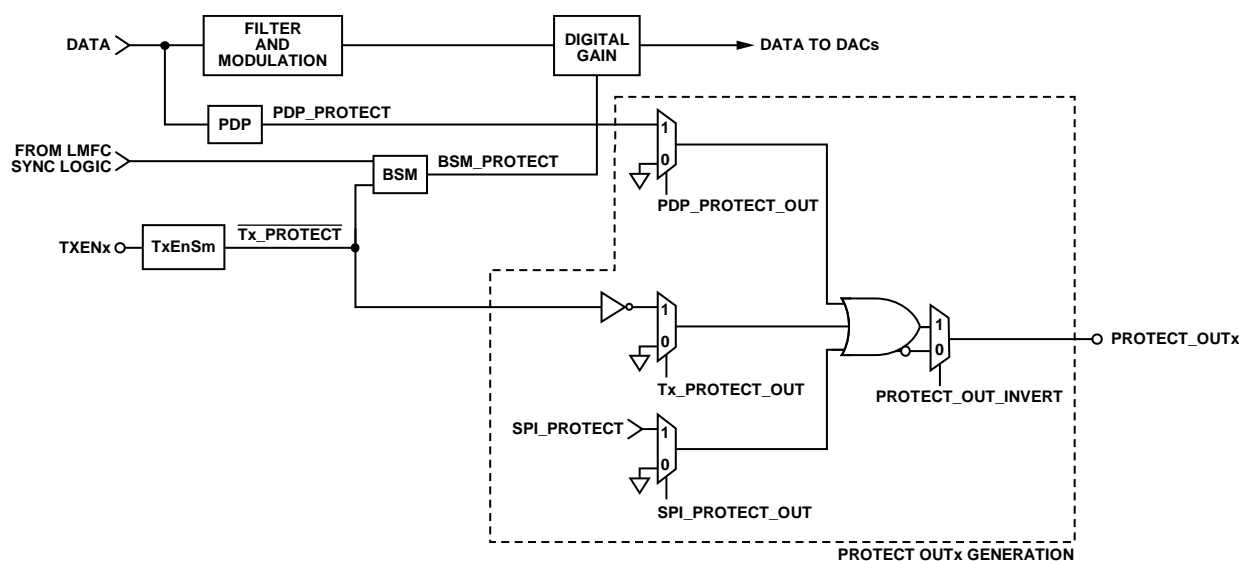 DATA
FILTER
AND
MODULATION
DIGITAL
GAIN
DATA TO DACs
PDP
PDP_PROTECT
FROM LMFC
SYNC LOGIC
BSM
BSM_PROTECT
1
0
PDP_PROTECT_OUT
TXENx
TxEnSm
Tx_PROTECT
1
0
Tx_PROTECT_OUT
1
0
PROTECT_OUTx
PROTECT_OUT_INVERT
SPI_PROTECT
1
0
SPI_PROTECT_OUT
PROTECT OUTx GENERATION